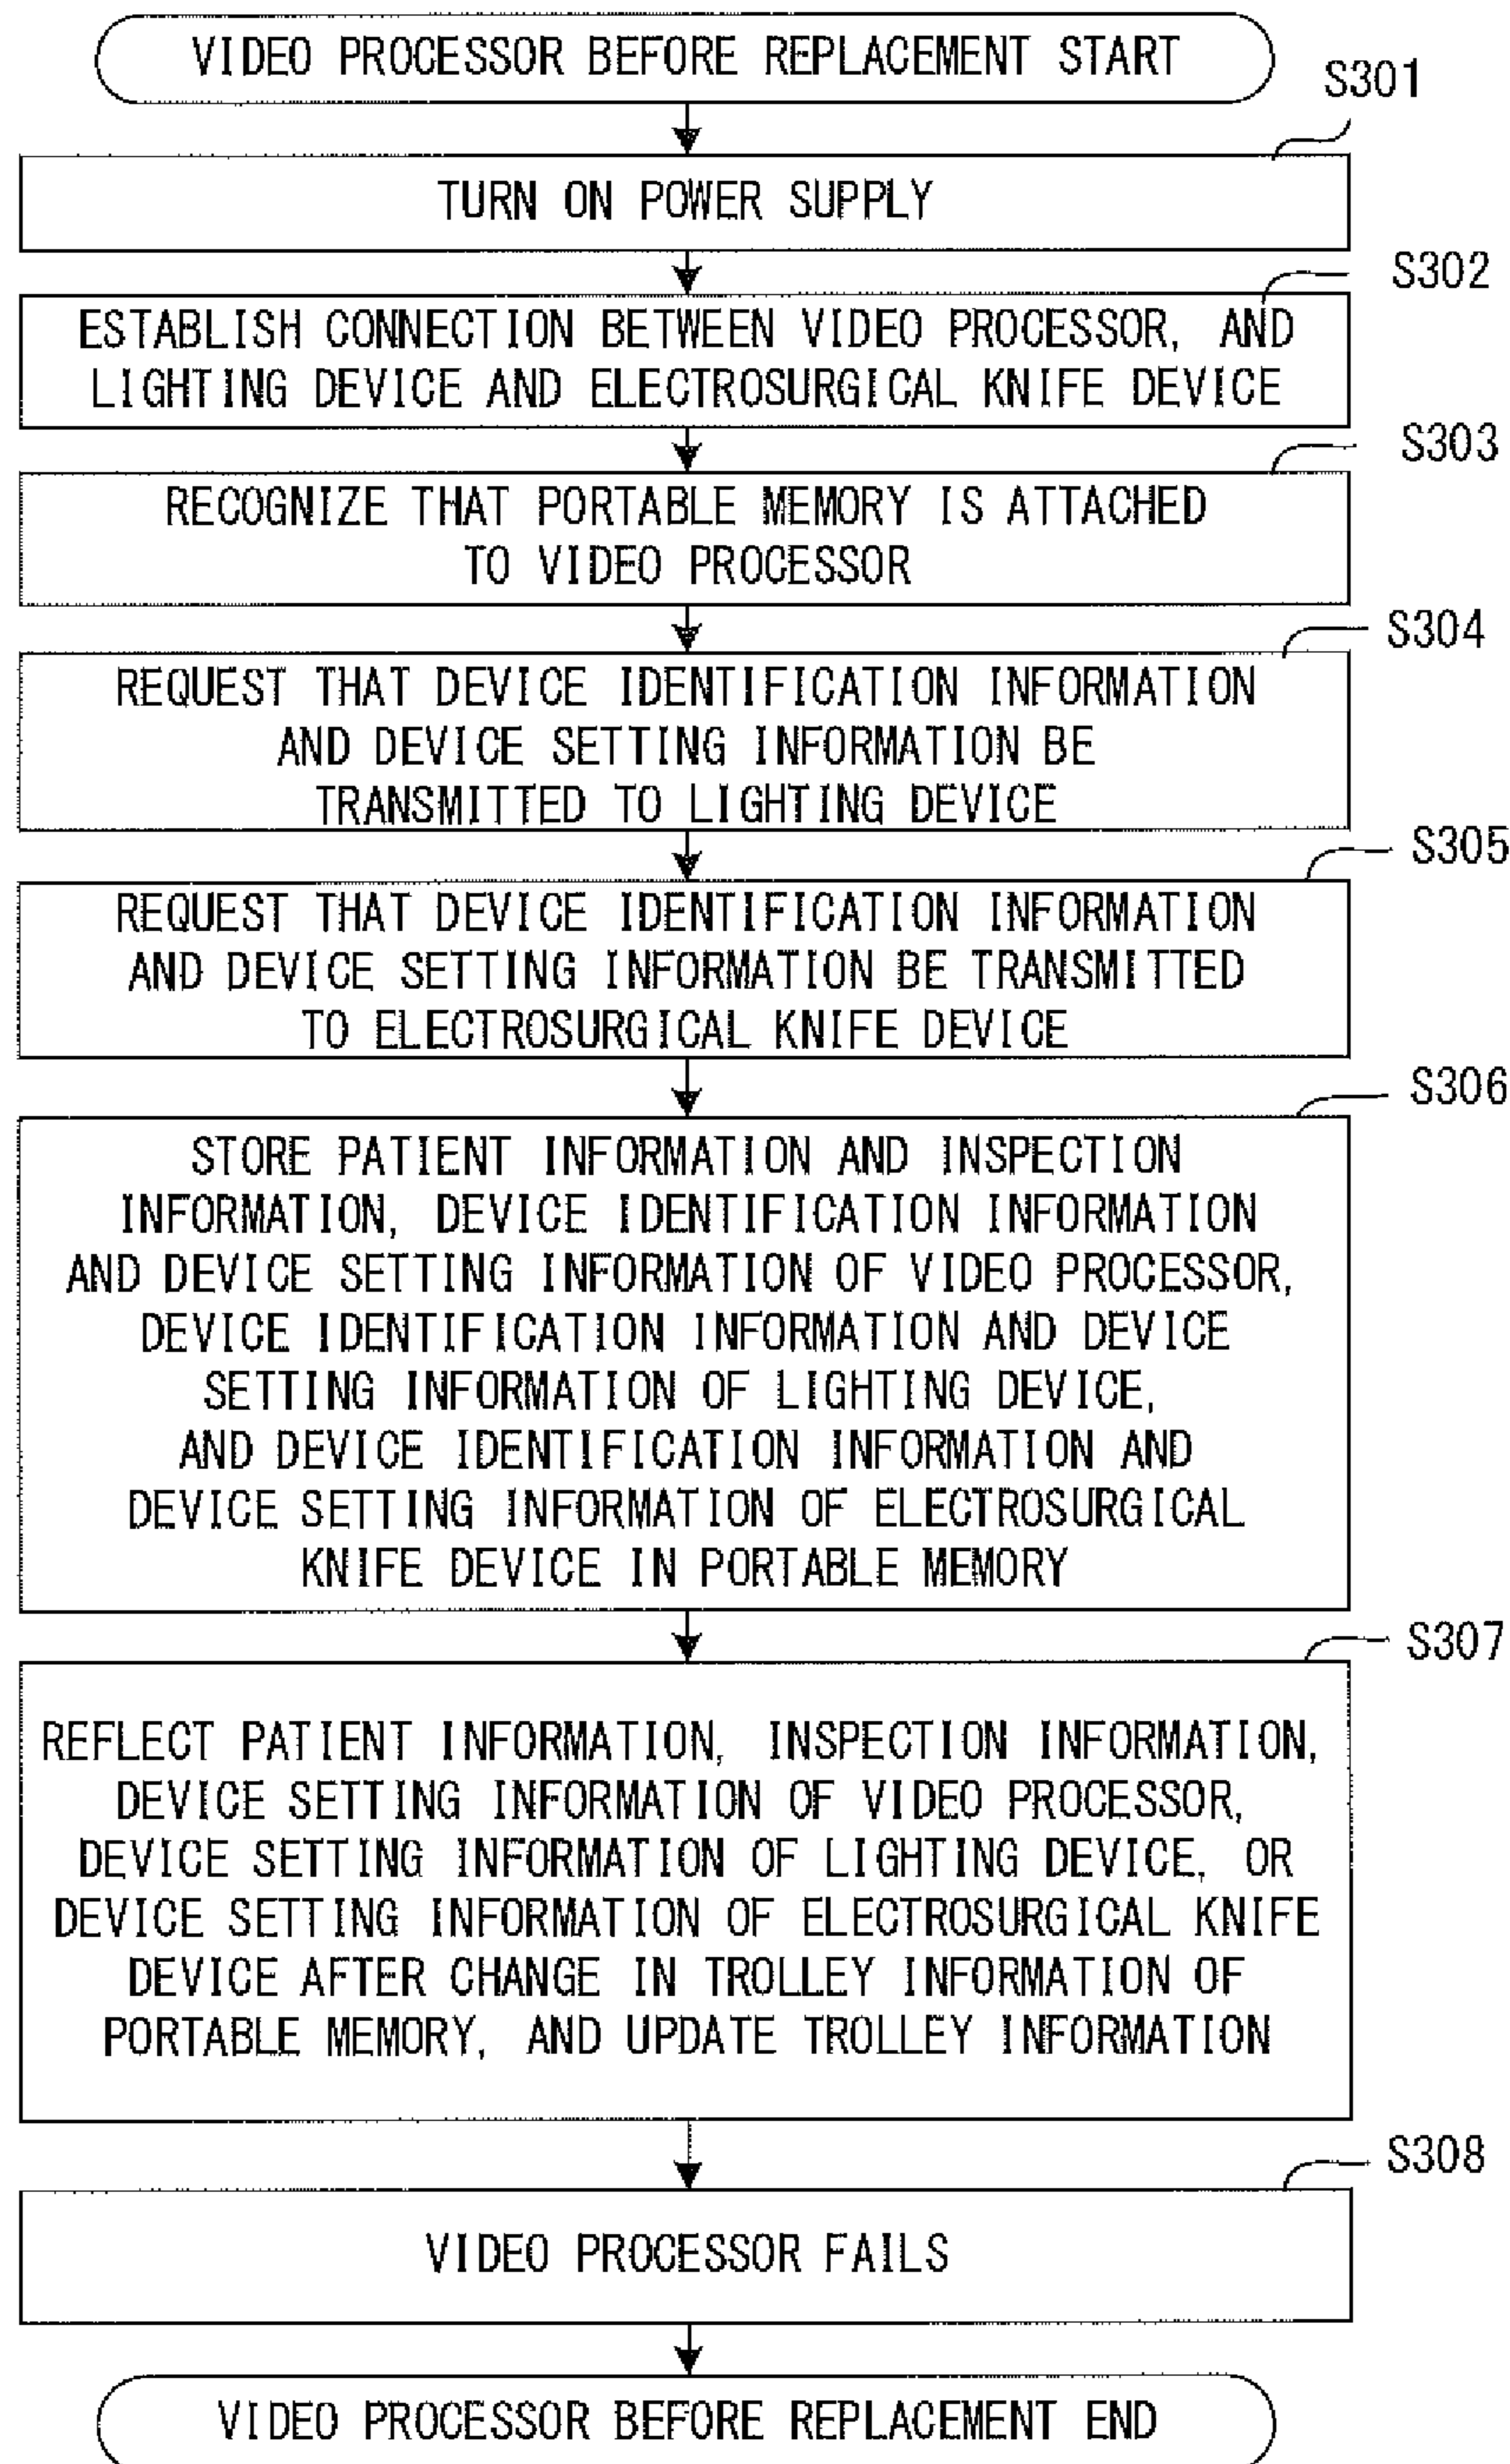 VIDEO PROCESSOR BEFORE REPLACEMENT START
S301
TURN ON POWER SUPPLY
S302
ESTABLISH CONNECTION BETWEEN VIDEO PROCESSOR, AND
LIGHTING DEVICE AND ELECTROSURGICAL KNIFE DEVICE
S303
RECOGNIZE THAT PORTABLE MEMORY IS ATTACHED
TO VIDEO PROCESSOR
S304
REQUEST THAT DEVICE IDENTIFICATION INFORMATION
AND DEVICE SETTING INFORMATION BE
TRANSMITTED TO LIGHTING DEVICE
S305
REQUEST THAT DEVICE IDENTIFICATION INFORMATION
AND DEVICE SETTING INFORMATION BE TRANSMITTED
TO ELECTROSURGICAL KNIFE DEVICE
S306
STORE PATIENT INFORMATION AND INSPECTION
INFORMATION, DEVICE IDENTIFICATION INFORMATION
AND DEVICE SETTING INFORMATION OF VIDEO PROCESSOR,
DEVICE IDENTIFICATION INFORMATION AND DEVICE
SETTING INFORMATION OF LIGHTING DEVICE,
AND DEVICE IDENTIFICATION INFORMATION AND
DEVICE SETTING INFORMATION OF ELECTROSURGICAL
KNIFE DEVICE IN PORTABLE MEMORY
S307
REFLECT PATIENT INFORMATION, INSPECTION INFORMATION,
DEVICE SETTING INFORMATION OF VIDEO PROCESSOR,
DEVICE SETTING INFORMATION OF LIGHTING DEVICE, OR
DEVICE SETTING INFORMATION OF ELECTROSURGICAL KNIFE
DEVICE AFTER CHANGE IN TROLLEY INFORMATION OF
PORTABLE MEMORY, AND UPDATE TROLLEY INFORMATION
S308
VIDEO PROCESSOR FAILS
VIDEO PROCESSOR BEFORE REPLACEMENT END